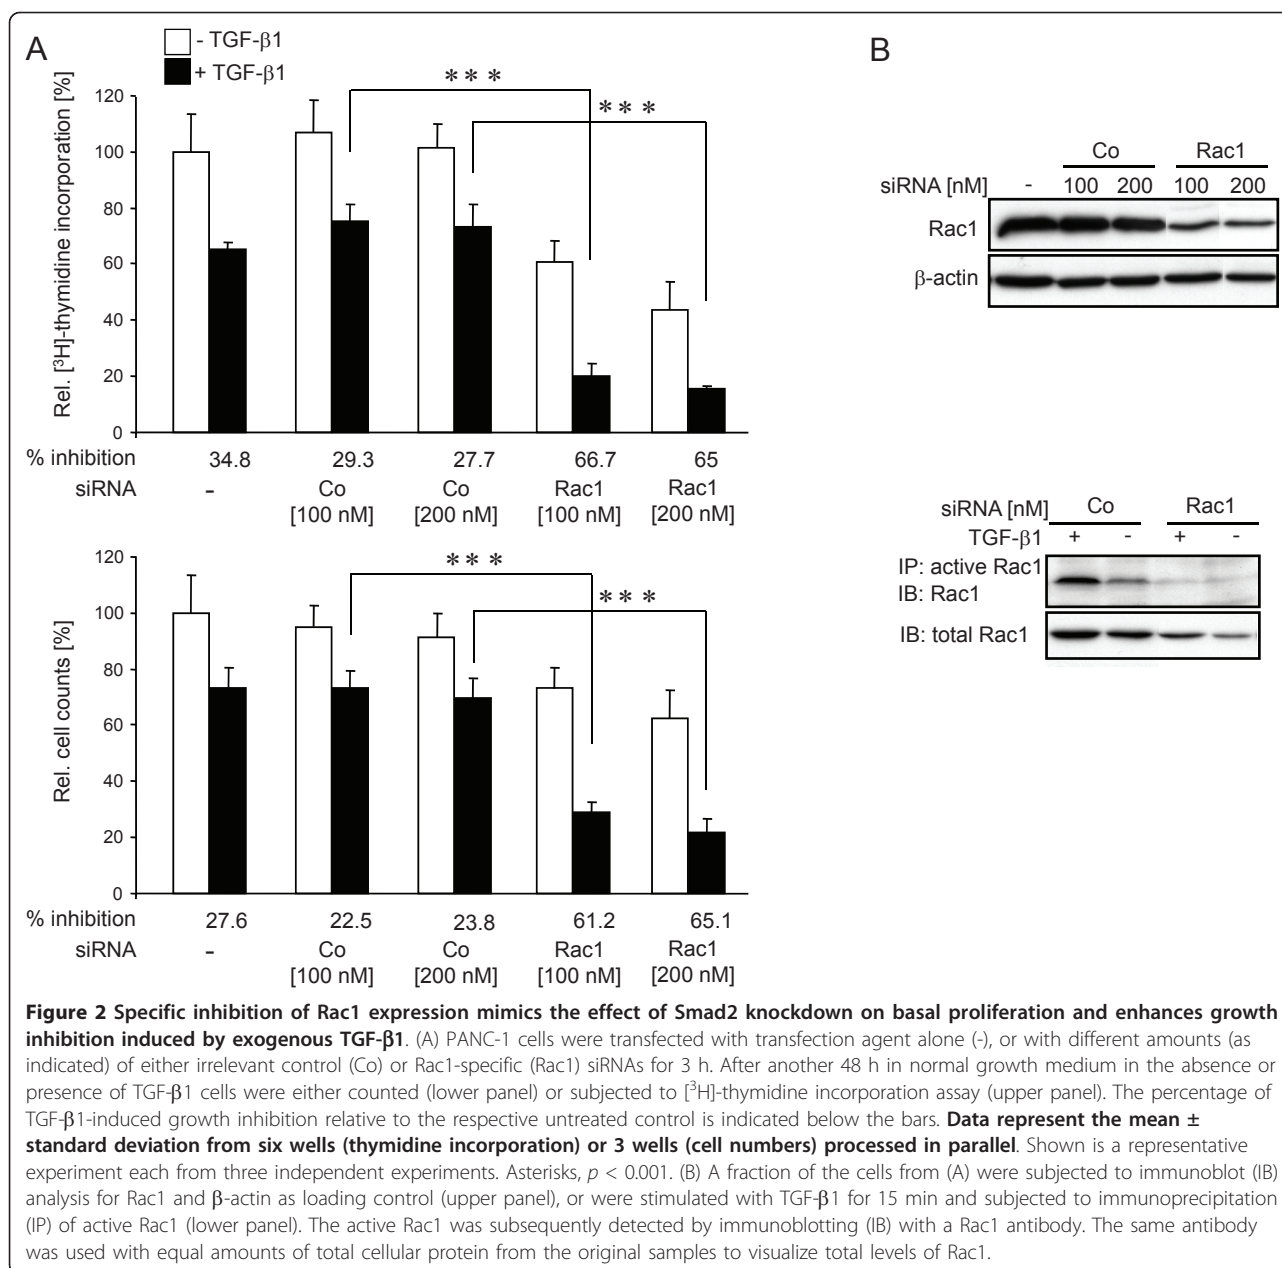 A
- TGF-β1
+ TGF-β1
Rel. [³H]-thymidine incorporation [%]
120
100
80
60
40
20
0
***
***
% inhibition 34.8 29.3 27.7 66.7 65
siRNA - Co Co Rac1 Rac1
[100 nM] [200 nM] [100 nM] [200 nM]
Rel. cell counts [%]
120
100
80
60
40
20
0
***
***
% inhibition 27.6 22.5 23.8 61.2 65.1
siRNA - Co Co Rac1 Rac1
[100 nM] [200 nM] [100 nM] [200 nM]
B
Co Rac1
siRNA [nM] - 100 200 100 200
Rac1
β-actin
siRNA [nM] Co Rac1
TGF-β1 + - + -
IP: active Rac1
IB: Rac1
IB: total Rac1
Figure 2 Specific inhibition of Rac1 expression mimics the effect of Smad2 knockdown on basal proliferation and enhances growth
inhibition induced by exogenous TGF-β1. (A) PANC-1 cells were transfected with transfection agent alone (-), or with different amounts (as
indicated) of either irrelevant control (Co) or Rac1-specific (Rac1) siRNAs for 3 h. After another 48 h in normal growth medium in the absence or
presence of TGF-β1 cells were either counted (lower panel) or subjected to [³H]-thymidine incorporation assay (upper panel). The percentage of
TGF-β1-induced growth inhibition relative to the respective untreated control is indicated below the bars. Data represent the mean ±
standard deviation from six wells (thymidine incorporation) or 3 wells (cell numbers) processed in parallel. Shown is a representative
experiment each from three independent experiments. Asterisks, p < 0.001. (B) A fraction of the cells from (A) were subjected to immunoblot (IB)
analysis for Rac1 and β-actin as loading control (upper panel), or were stimulated with TGF-β1 for 15 min and subjected to immunoprecipitation
(IP) of active Rac1 (lower panel). The active Rac1 was subsequently detected by immunoblotting (IB) with a Rac1 antibody. The same antibody
was used with equal amounts of total cellular protein from the original samples to visualize total levels of Rac1.